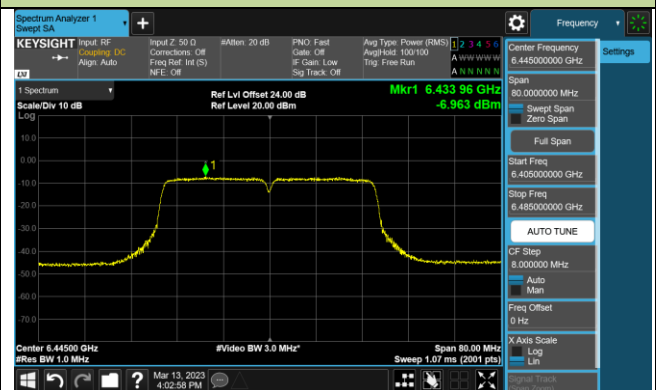 Spectrum Analyzer 1
Swept SA
Frequency
KEYSIGHT
Input: RF
Coupling: DC
Align: Auto
Input Z: 50 Ω
Corrections: Off
Freq Ref: Int (S)
NFE: Off
#Atten: 20 dB
PNO: Fast
Gate: Off
IF Gain: Low
Sig Track: Off
Avg Type: Power (RMS)
Avg|Hold: 100/100
Trig: Free Run
1 2 3 4 5 6
A W W W W W
A N N N N N
LXI
1 Spectrum
Scale/Div 10 dB
Log
Ref Lvl Offset 24.00 dB
Ref Level 20.00 dBm
Mkr1 6.433 96 GHz
-6.963 dBm
1
10.0
0.00
-10.0
-20.0
-30.0
-40.0
-50.0
-60.0
-70.0
Center 6.44500 GHz
#Res BW 1.0 MHz
#Video BW 3.0 MHz*
Span 80.00 MHz
Sweep 1.07 ms (2001 pts)
Mar 13, 2023
4:02:58 PM
Center Frequency
6.445000000 GHz
Settings
Span
80.0000000 MHz
Swept Span
Zero Span
Full Span
Start Freq
6.405000000 GHz
Stop Freq
6.485000000 GHz
AUTO TUNE
CF Step
8.000000 MHz
Auto
Man
Freq Offset
0 Hz
X Axis Scale
Log
Lin
Signal Track